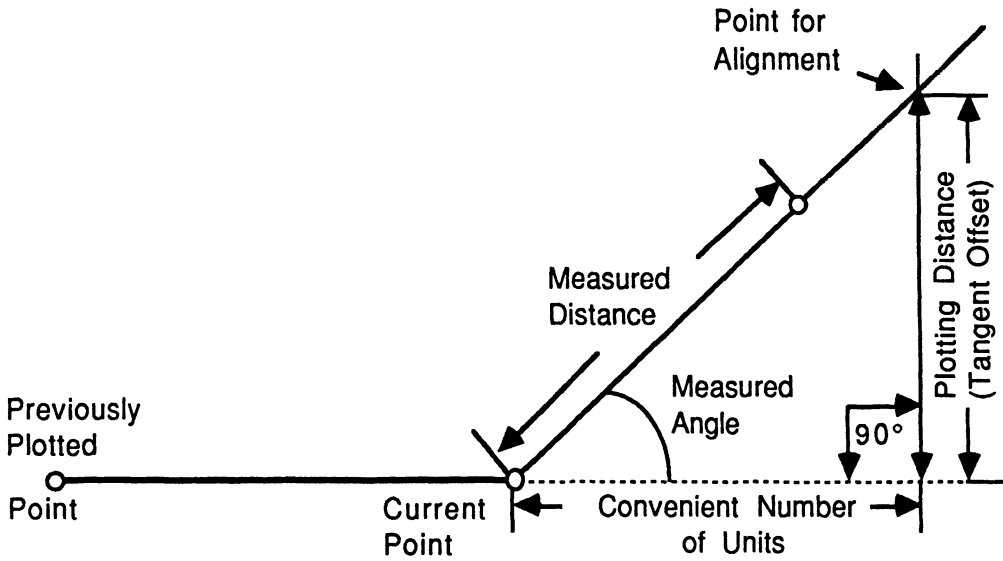 Point for
Alignment
Measured
Distance
Plotting Distance
(Tangent Offset)
Measured
Angle
Previously
Plotted
Point
90°
Current
Point
Convenient Number
of Units